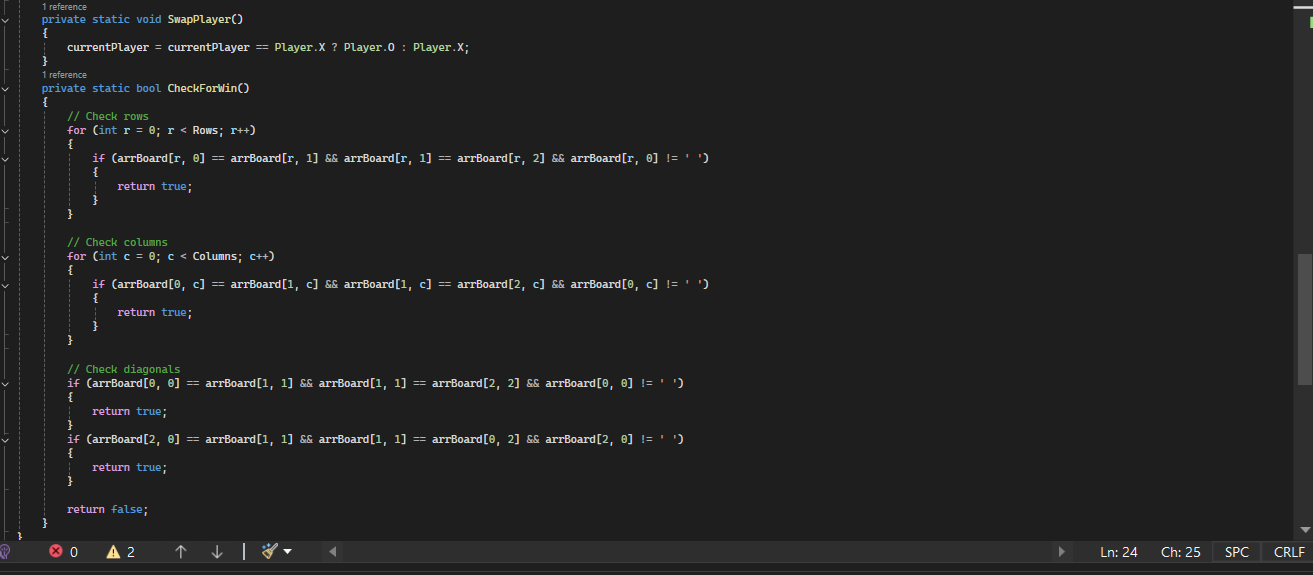 1 reference
private static void SwapPlayer()
{
currentPlayer = currentPlayer == Player.X ? Player.O : Player.X;
}
1 reference
private static bool CheckForWin()
{
// Check rows
for (int r = 0; r < Rows; r++)
{
if (arrBoard[r, 0] == arrBoard[r, 1] && arrBoard[r, 1] == arrBoard[r, 2] && arrBoard[r, 0] != ' ')
{
return true;
}
}
// Check columns
for (int c = 0; c < Columns; c++)
{
if (arrBoard[0, c] == arrBoard[1, c] && arrBoard[1, c] == arrBoard[2, c] && arrBoard[0, c] != ' ')
{
return true;
}
}
// Check diagonals
if (arrBoard[0, 0] == arrBoard[1, 1] && arrBoard[1, 1] == arrBoard[2, 2] && arrBoard[0, 0] != ' ')
{
return true;
}
if (arrBoard[2, 0] == arrBoard[1, 1] && arrBoard[1, 1] == arrBoard[0, 2] && arrBoard[2, 0] != ' ')
{
return true;
}
return false;
}
}
0 2 Ln: 24 Ch: 25 SPC CRLF